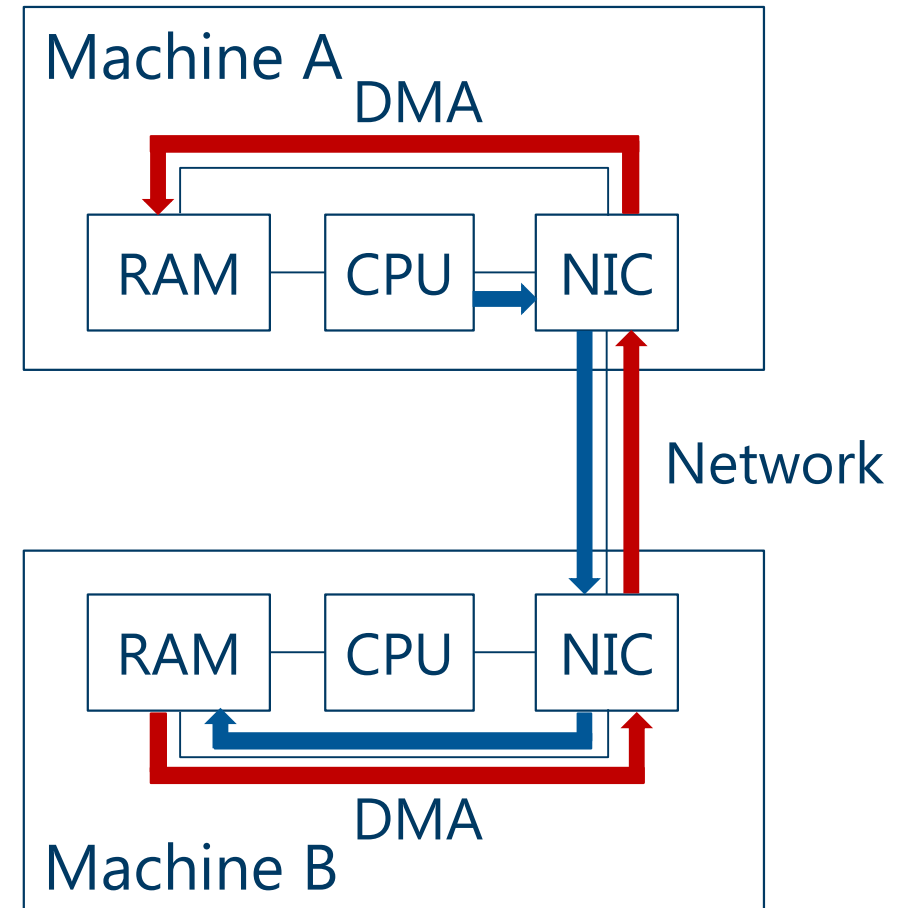 Machine A
DMA
RAM
CPU
NIC
Network
RAM
CPU
NIC
DMA
Machine B